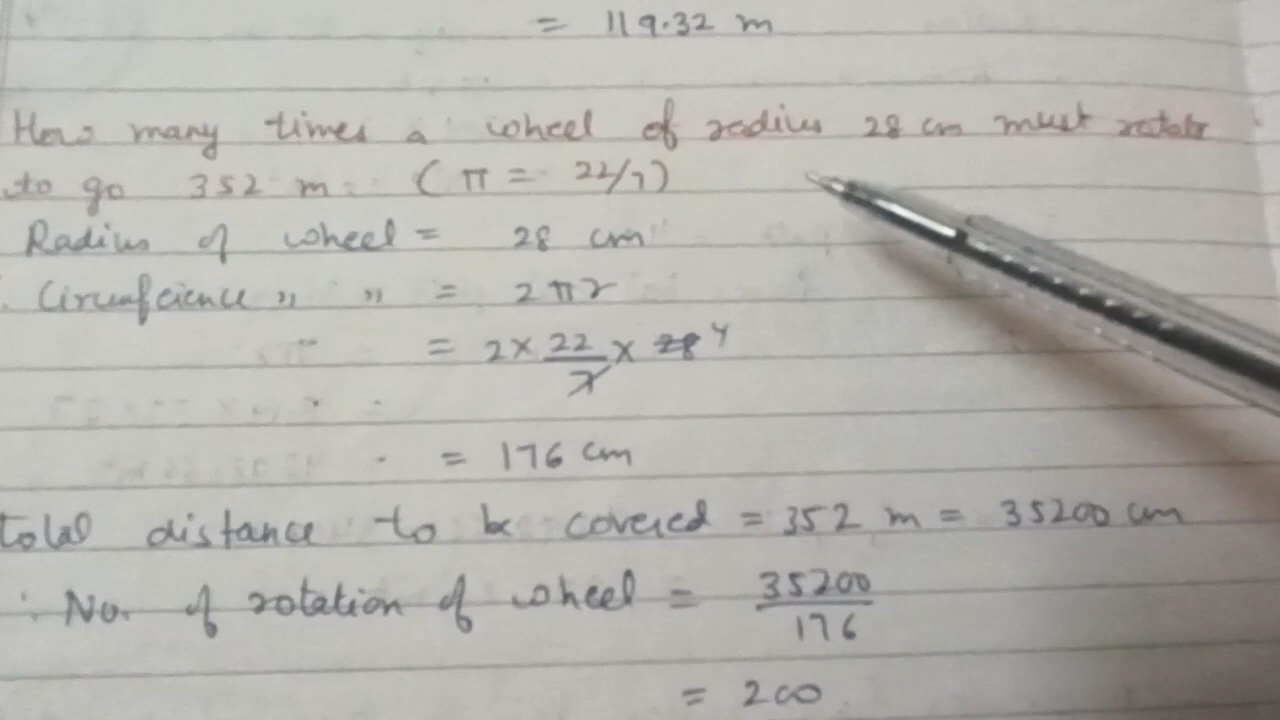 = 119.32 m
How many times a wheel of radius 28 cm must rotate
to go 352 m. (π = 22/7)
Radius of wheel = 28 cm
Circumfcience " " = 2πr
" = 2 × 22/7 × 28 4
= 176 cm
total distance to be covered = 352 m = 35200 cm
∴ No. of rotation of wheel = 35200/176
= 200